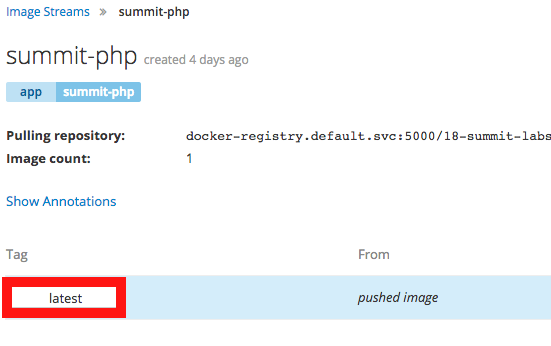 Image Streams » summit-php
summit-php created 4 days ago
app summit-php
Pulling repository: docker-registry.default.svc:5000/18-summit-labs
Image count: 1
Show Annotations
Tag From
latest pushed image